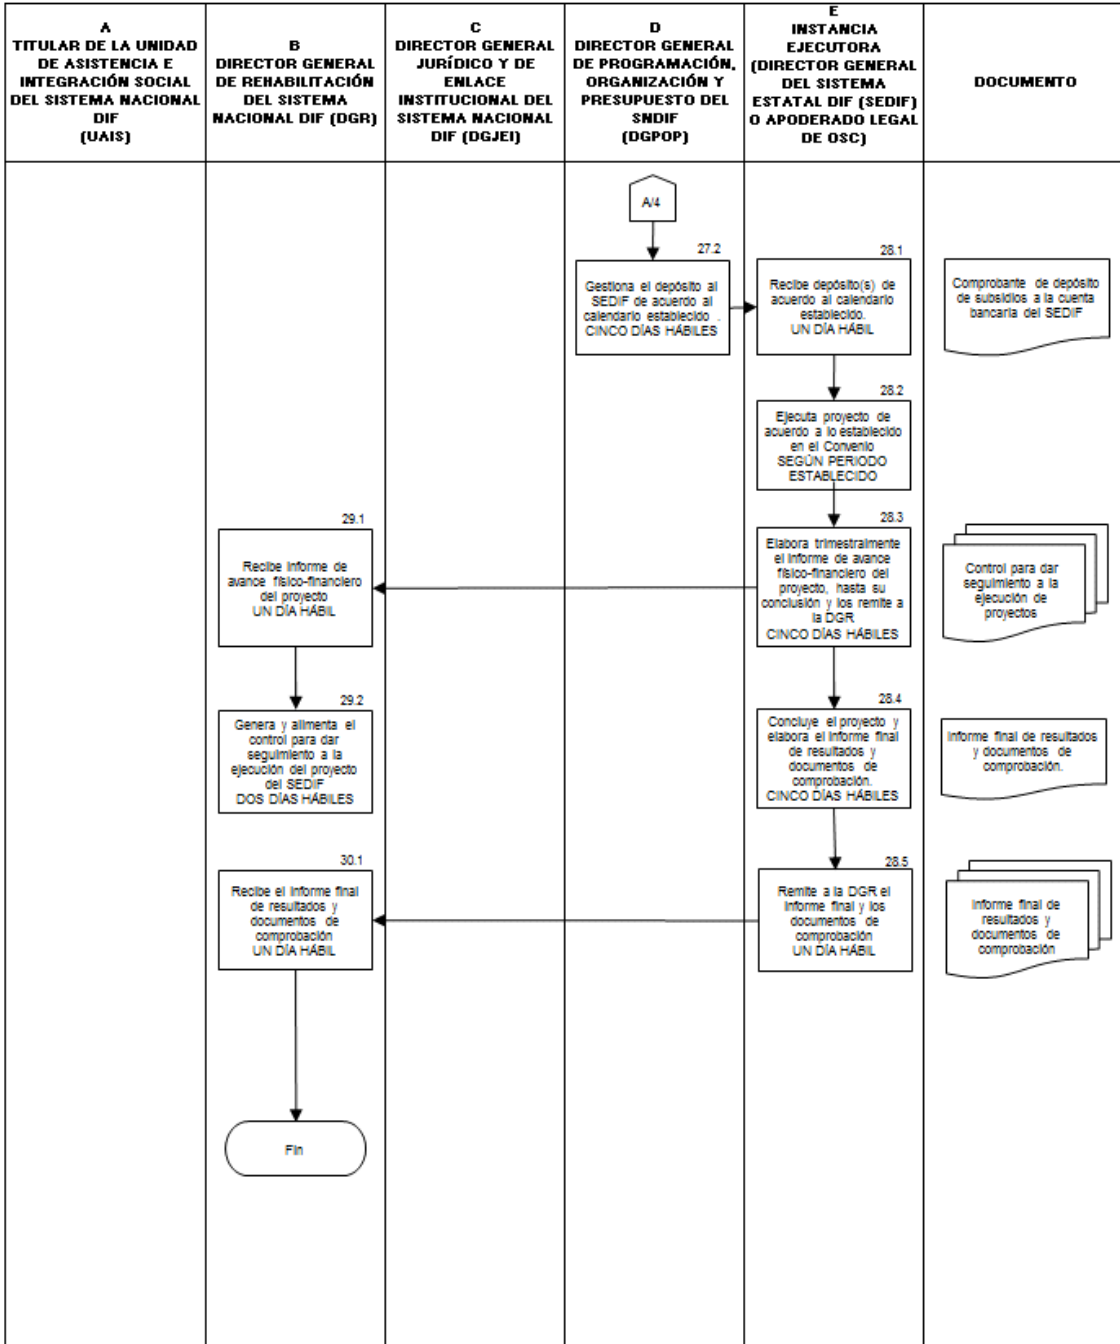 A
TITULAR DE LA UNIDAD
DE ASISTENCIA E
INTEGRACIÓN SOCIAL
DEL SISTEMA NACIONAL
DIF
(UAIS)
B
DIRECTOR GENERAL
DE REHABILITACIÓN
DEL SISTEMA
NACIONAL DIF (DGR)
C
DIRECTOR GENERAL
JURÍDICO Y DE
ENLACE
INSTITUCIONAL DEL
SISTEMA NACIONAL
DIF (DGJEI)
D
DIRECTOR GENERAL
DE PROGRAMACIÓN,
ORGANIZACIÓN Y
PRESUPUESTO DEL
SNDIF
(DGPOP)
E
INSTANCIA
EJECUTORA
(DIRECTOR GENERAL
DEL SISTEMA
ESTATAL DIF (SEDIF)
O APODERADO LEGAL
DE OSC)
DOCUMENTO
A/4
27.2
Gestiona el depósito al
SEDIF de acuerdo al
calendario establecido .
CINCO DÍAS HÁBILES
28.1
Recibe depósito(s) de
acuerdo al calendario
establecido.
UN DÍA HÁBIL
Comprobante de depósito
de subsidios a la cuenta
bancaria del SEDIF
28.2
Ejecuta proyecto de
acuerdo a lo establecido
en el Convenio
SEGÚN PERIODO
ESTABLECIDO
29.1
Recibe informe de
avance físico-financiero
del proyecto
UN DÍA HÁBIL
28.3
Elabora trimestralmente
el informe de avance
físico-financiero del
proyecto, hasta su
conclusión y los remite a
la DGR
CINCO DÍAS HÁBILES
Control para dar
seguimiento a la
ejecución de
proyectos
29.2
Genera y alimenta el
control para dar
seguimiento a la
ejecución del proyecto
del SEDIF
DOS DÍAS HÁBILES
28.4
Concluye el proyecto y
elabora el informe final
de resultados y
documentos de
comprobación.
CINCO DÍAS HÁBILES
Informe final de resultados
y documentos de
comprobación.
30.1
Recibe el informe final
de resultados y
documentos de
comprobación
UN DÍA HÁBIL
28.5
Remite a la DGR el
informe final y los
documentos de
comprobación
UN DÍA HÁBIL
Informe final de
resultados y
documentos de
comprobación
Fin